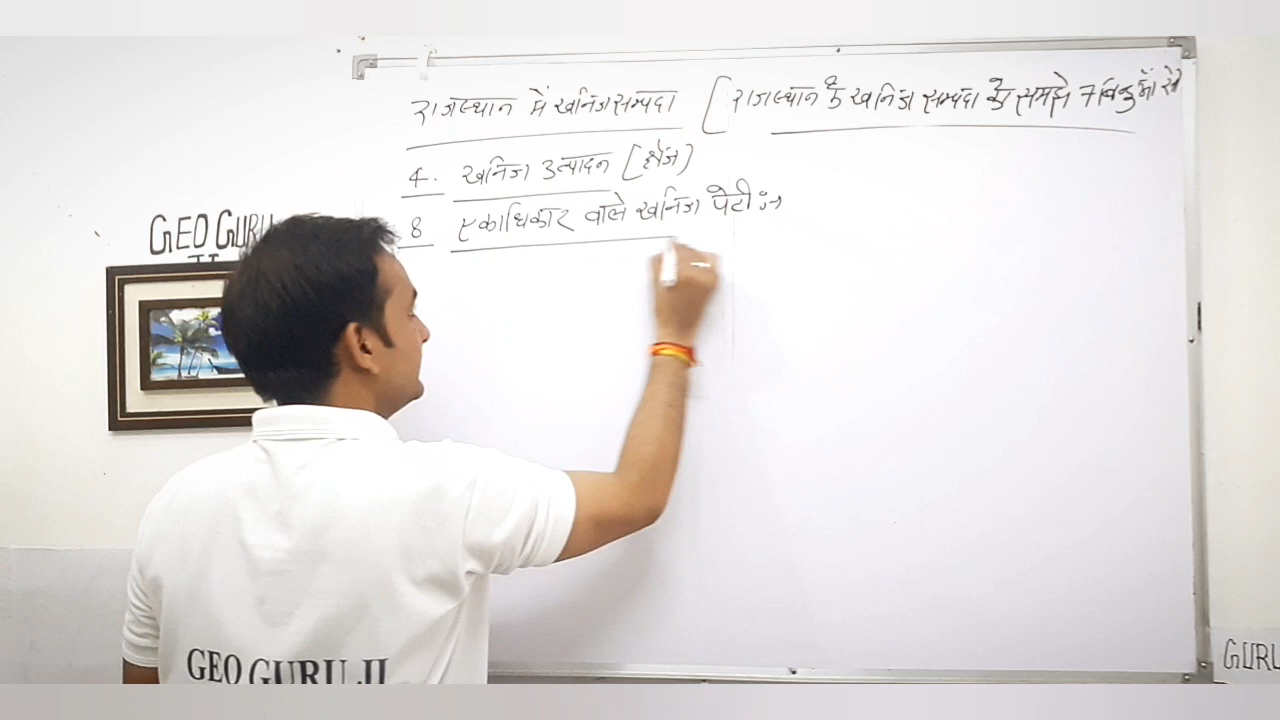 राजस्थान में खनिज सम्पदा [राजस्थान के खनिज सम्पदा को समझे 7 बिन्दुओं से
4. खनिज उत्पादन (क्षेत्र)
8 एकाधिकार वाले खनिज पेटी :→
GEO GURU
JI
GEO GURU JI
GURU